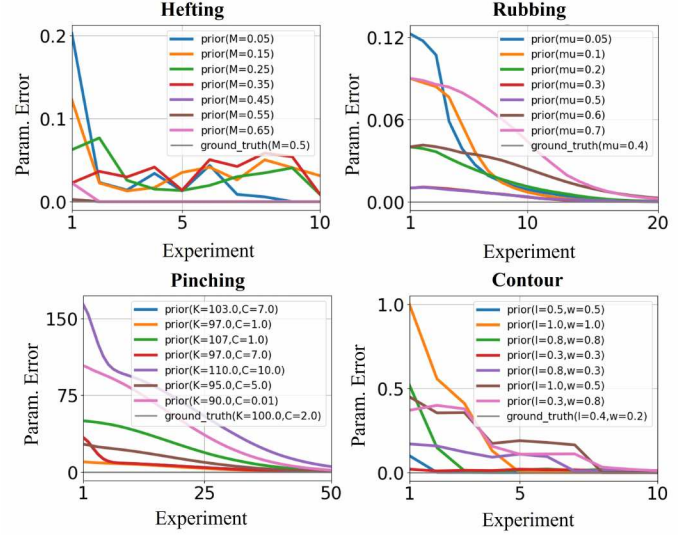 Hefting
Param. Error
0.2
0.1
0.0
1
5
10
Experiment
prior(M=0.05)
prior(M=0.15)
prior(M=0.25)
prior(M=0.35)
prior(M=0.45)
prior(M=0.55)
prior(M=0.65)
ground_truth(M=0.5)
Rubbing
Param. Error
0.12
0.06
0.00
1
10
20
Experiment
prior(mu=0.05)
prior(mu=0.1)
prior(mu=0.2)
prior(mu=0.3)
prior(mu=0.5)
prior(mu=0.6)
prior(mu=0.7)
ground_truth(mu=0.4)
Pinching
Param. Error
150
75
0
1
25
50
Experiment
prior(K=103.0,C=7.0)
prior(K=97.0,C=1.0)
prior(K=107,C=1.0)
prior(K=97.0,C=7.0)
prior(K=110.0,C=10.0)
prior(K=95.0,C=5.0)
prior(K=90.0,C=0.01)
ground_truth(K=100.0,C=2.0)
Contour
Param. Error
1.0
0.5
0.0
1
5
10
Experiment
prior(l=0.5,w=0.5)
prior(l=1.0,w=1.0)
prior(l=0.8,w=0.8)
prior(l=0.3,w=0.3)
prior(l=0.8,w=0.3)
prior(l=1.0,w=0.5)
prior(l=0.3,w=0.8)
ground_truth(l=0.4,w=0.2)